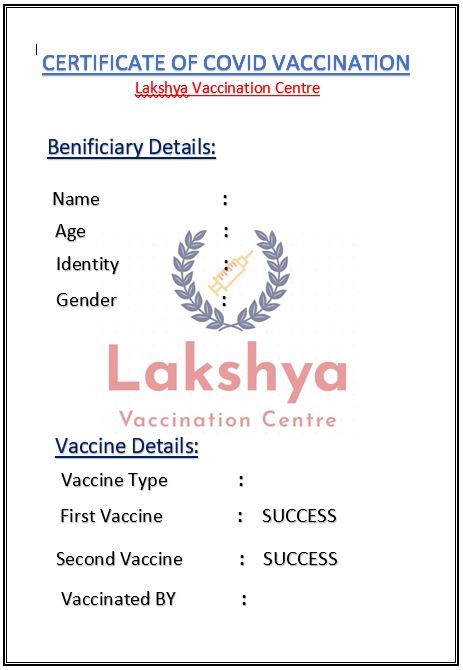 CERTIFICATE OF COVID VACCINATION
Lakshya Vaccination Centre
Benificiary Details:
Name :
Age :
Identity :
Gender :
Lakshya
Vaccination Centre
Vaccine Details:
Vaccine Type :
First Vaccine : SUCCESS
Second Vaccine : SUCCESS
Vaccinated BY :